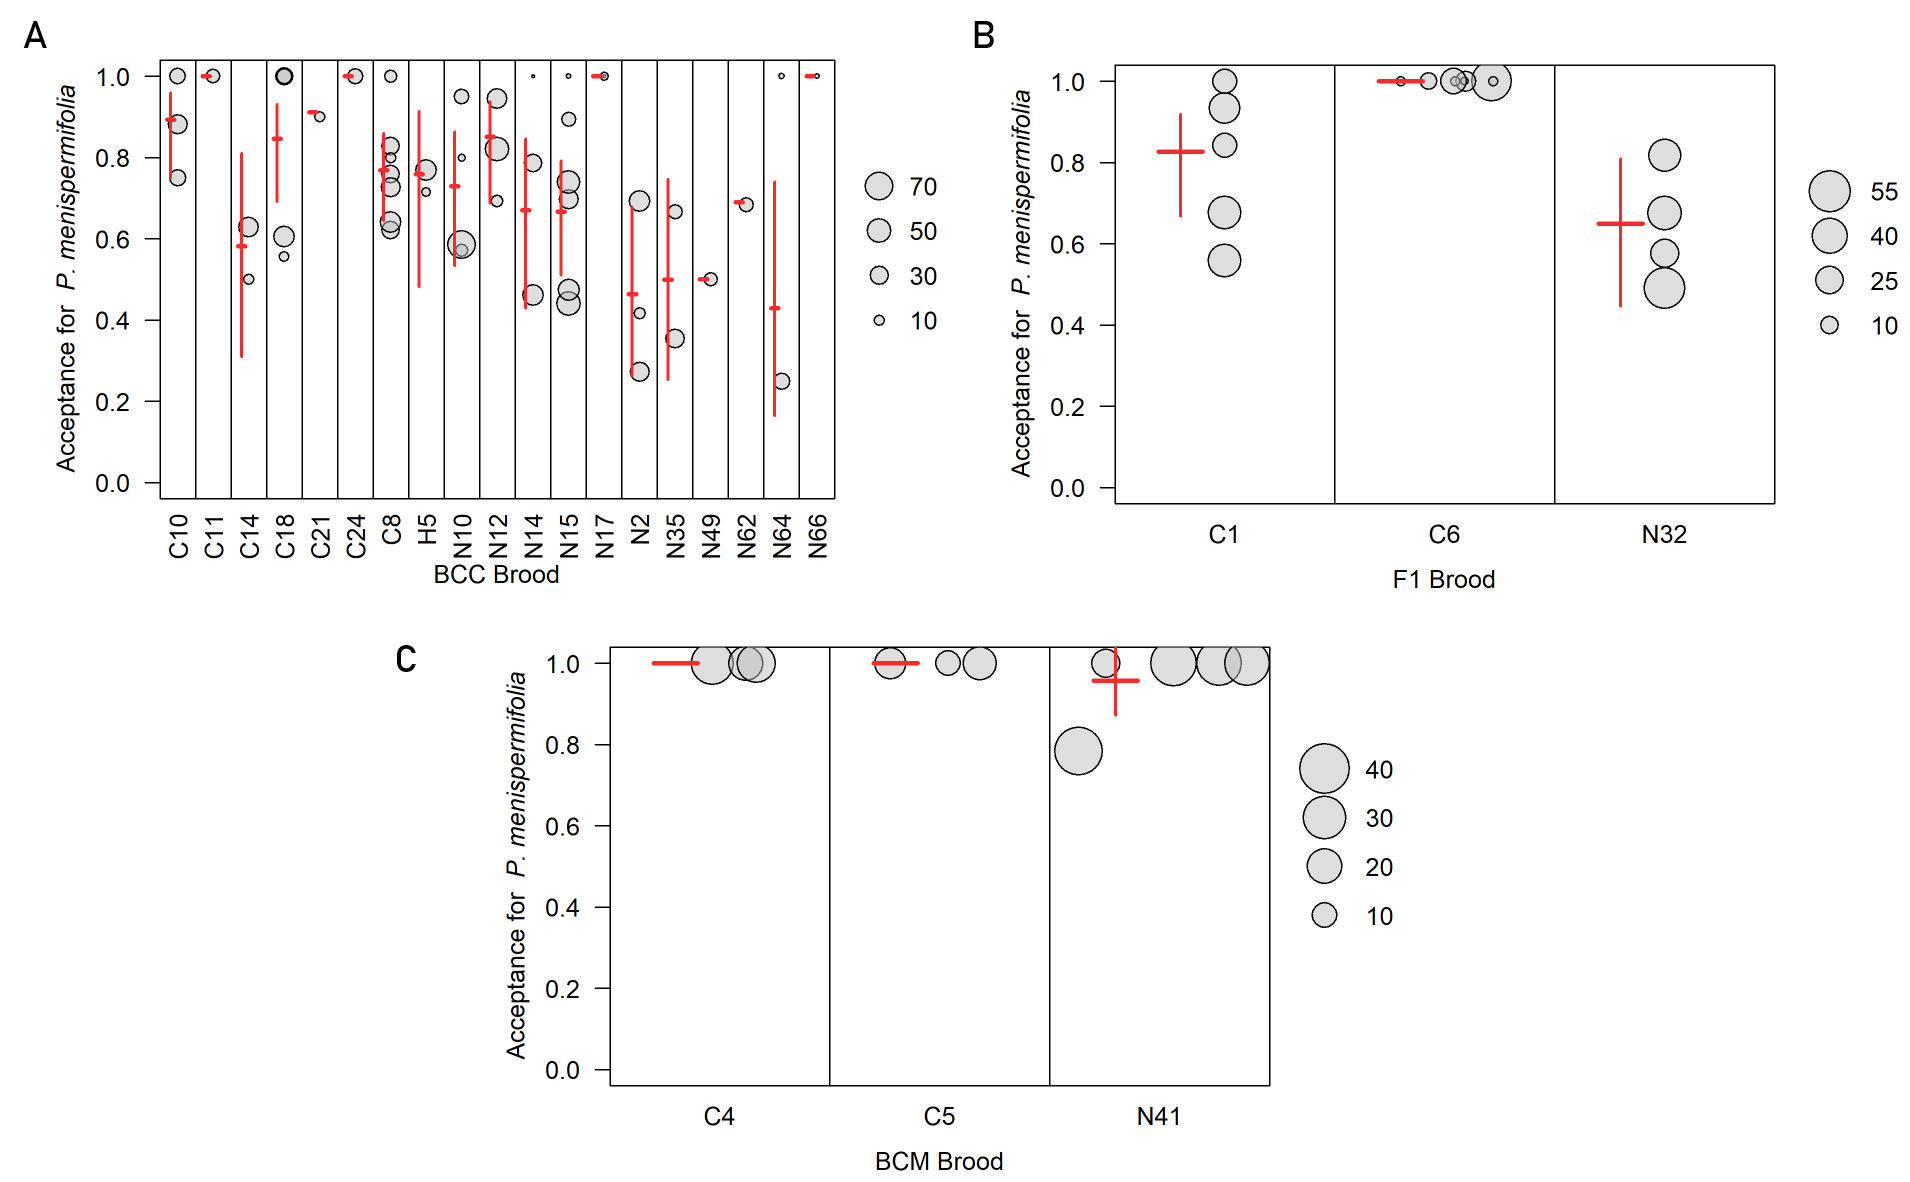 A
Acceptance for P. menispermifolia
1.0
0.8
0.6
0.4
0.2
0.0
C10
C11
C14
C18
C21
C24
C8
H5
N10
N12
N14
N15
N17
N2
N35
N49
N62
N64
N66
BCC Brood
70
50
30
10
B
Acceptance for P. menispermifolia
1.0
0.8
0.6
0.4
0.2
0.0
C1
C6
N32
F1 Brood
55
40
25
10
C
Acceptance for P. menispermifolia
1.0
0.8
0.6
0.4
0.2
0.0
C4
C5
N41
BCM Brood
40
30
20
10